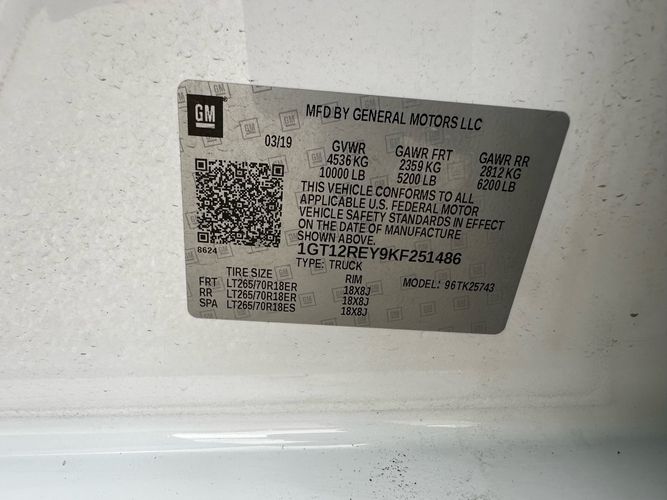 GM
MFD BY GENERAL MOTORS LLC
03/19 GVWR GAWR FRT GAWR RR
4536 KG 2359 KG 2812 KG
10000 LB 5200 LB 6200 LB
THIS VEHICLE CONFORMS TO ALL
APPLICABLE U.S. FEDERAL MOTOR
VEHICLE SAFETY STANDARDS IN EFFECT
ON THE DATE OF MANUFACTURE
SHOWN ABOVE.
8624
1GT12REY9KF251486
TYPE: TRUCK
TIRE SIZE RIM MODEL: 96TK25743
FRT LT265/70R18ER 18X8J
RR LT265/70R18ER 18X8J
SPA LT265/70R18ES 18X8J